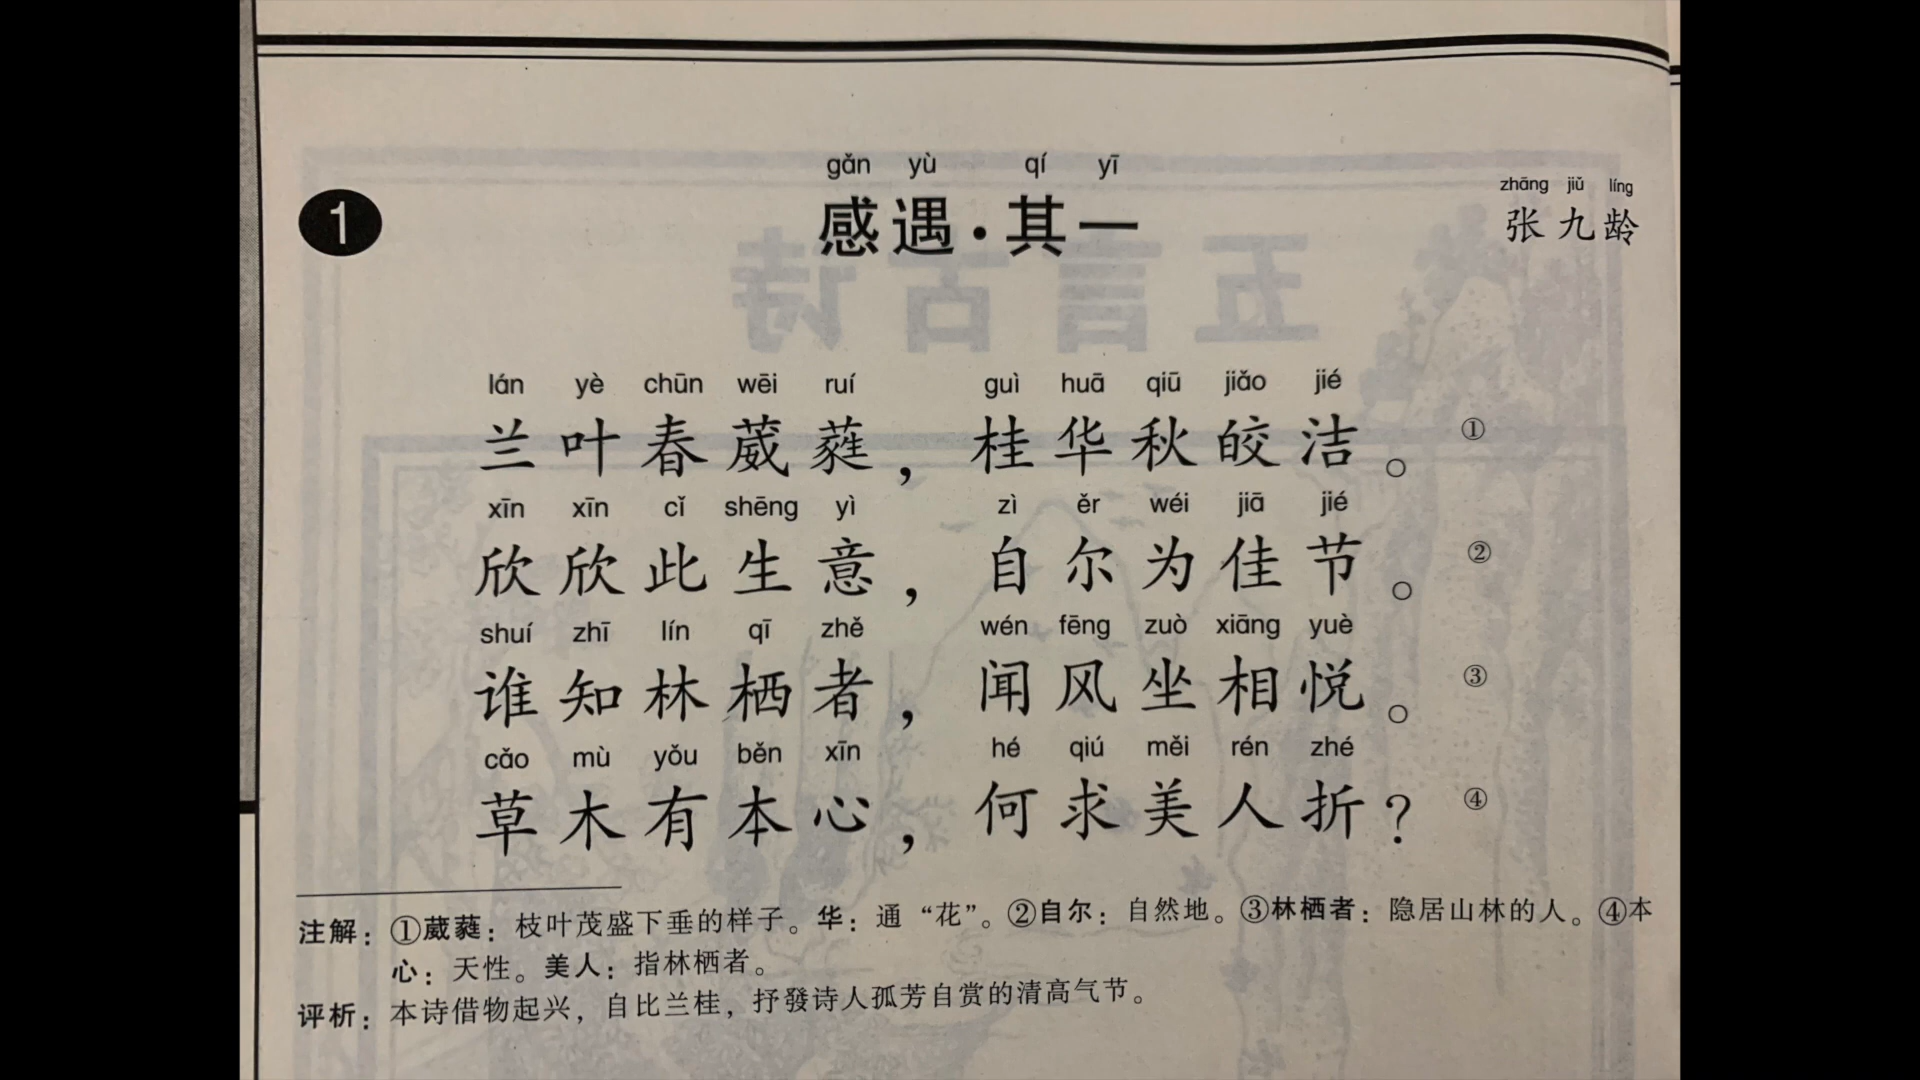 gǎn yù qí yī
1 感遇·其一
zhāng jiǔ líng
张九龄
lán yè chūn wēi ruí guì huā qiū jiǎo jié
兰叶春葳蕤，桂华秋皎洁。①
xīn xīn cǐ shēng yì zì ěr wéi jiā jié
欣欣此生意，自尔为佳节。②
shuí zhī lín qī zhě wén fēng zuò xiāng yuè
谁知林栖者，闻风坐相悦。③
cǎo mù yǒu běn xīn hé qiú měi rén zhé
草木有本心，何求美人折？④
注解：①葳蕤：枝叶茂盛下垂的样子。华：通“花”。②自尔：自然地。③林栖者：隐居山林的人。④本
心：天性。美人：指林栖者。
评析：本诗借物起兴，自比兰桂，抒發诗人孤芳自赏的清高气节。
五言古诗